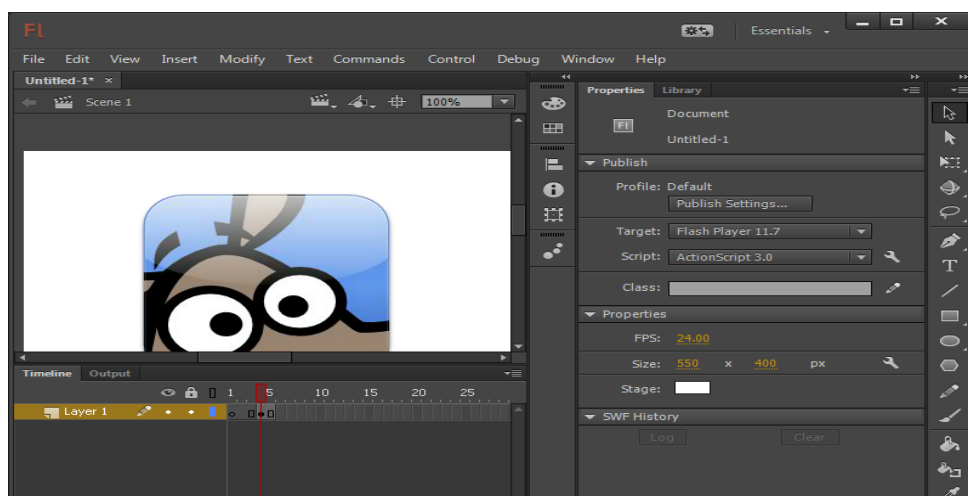 Fl
Essentials
File Edit View Insert Modify Text Commands Control Debug Window Help
Untitled-1* ×
Scene 1
100%
Timeline Output
1 5 10 15 20 25
Layer 1
Properties Library
Fl
Document
Untitled-1
Publish
Profile: Default
Publish Settings...
Target: Flash Player 11.7
Script: ActionScript 3.0
Class:
Properties
FPS: 24.00
Size: 550 x 400 px
Stage:
SWF History
Log Clear
T